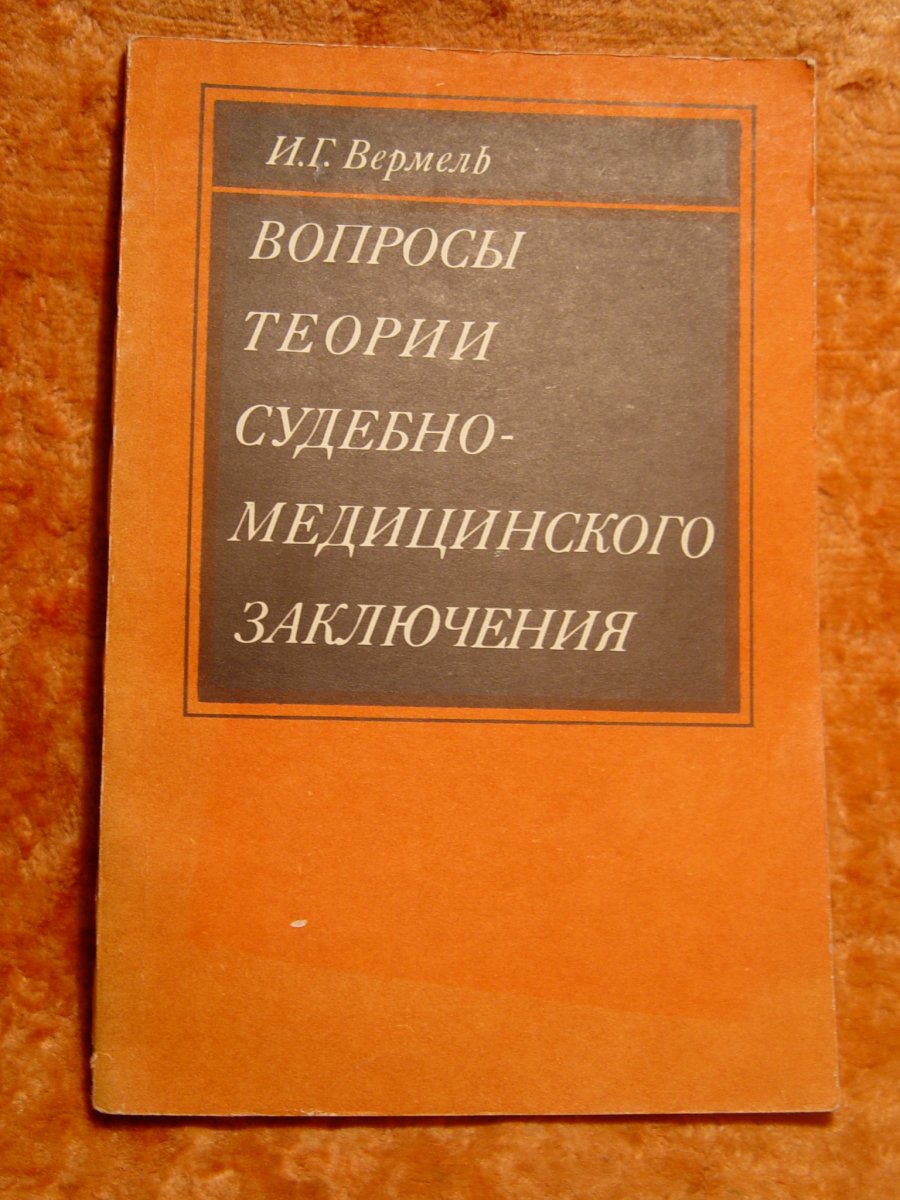 И.Г. Вермель
ВОПРОСЫ
ТЕОРИИ
СУДЕБНО-
МЕДИЦИНСКОГО
ЗАКЛЮЧЕНИЯ